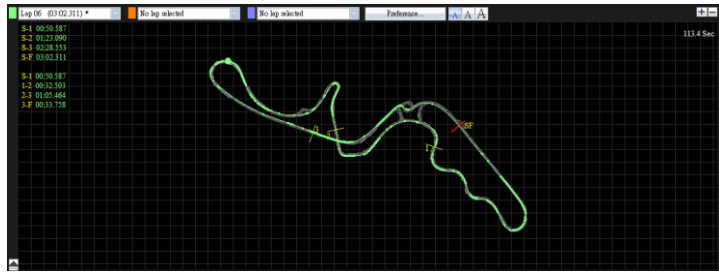 Lap 06 (03:02.311) *
No lap selected
No lap selected
Preference...
A A A
S-1 00:50.587
S-2 01:23.090
S-3 02:28.553
S-F 03:02.311
113.4 Sec
S-1 00:50.587
1-2 00:32.503
2-3 01:05.464
3-F 00:33.758
SF
1